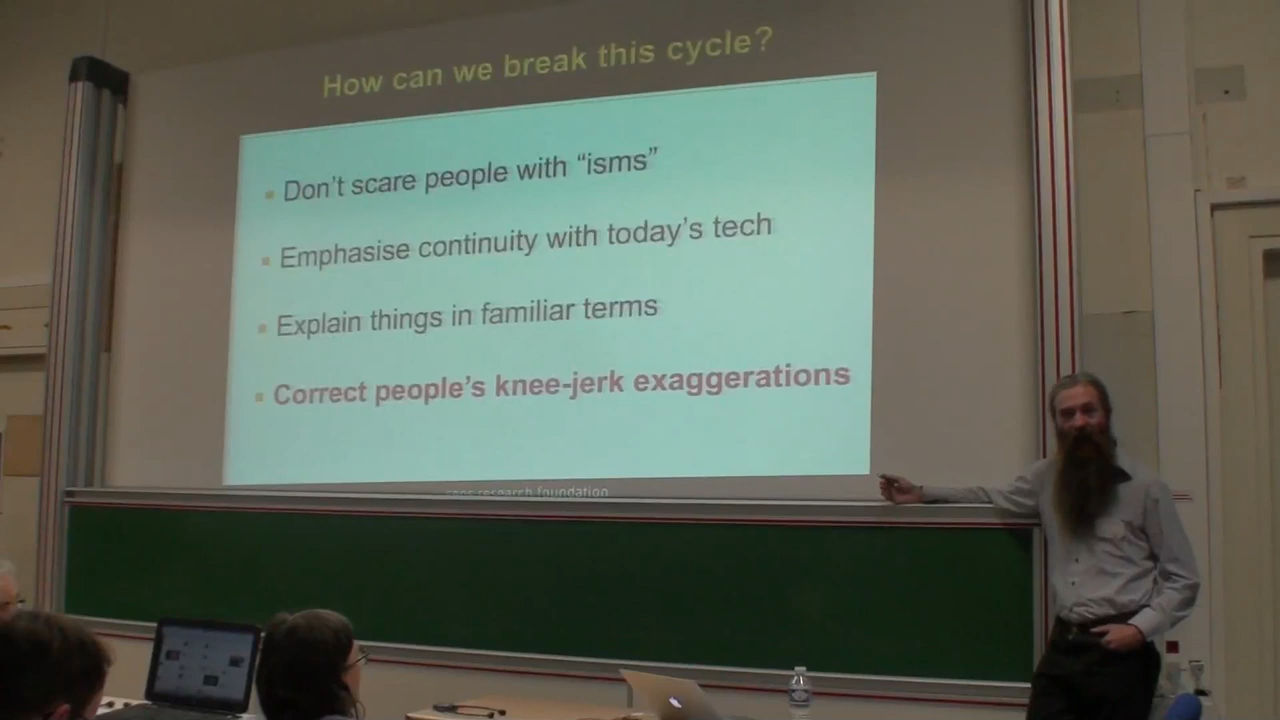 How can we break this cycle?
Don't scare people with “isms”
Emphasise continuity with today's tech
Explain things in familiar terms
Correct people's knee-jerk exaggerations
research foundation